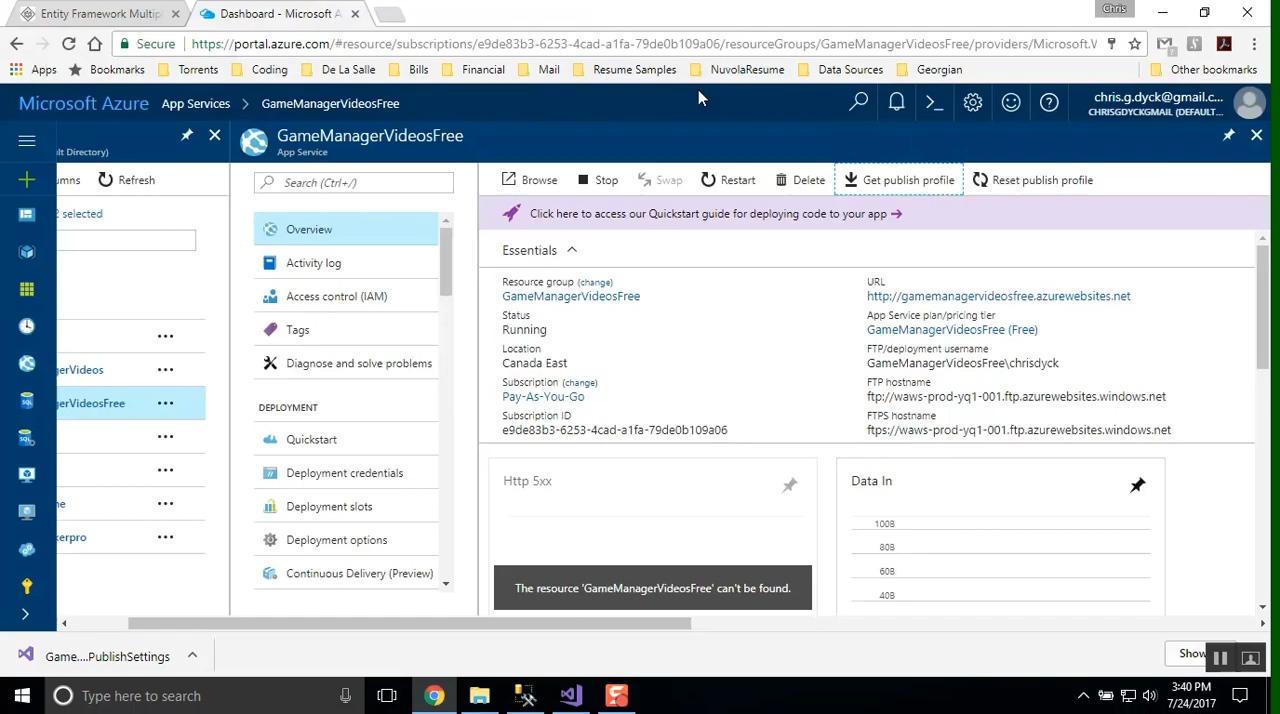 Entity Framework Multipl
Dashboard - Microsoft A
Chris
Secure
https://portal.azure.com/#resource/subscriptions/e9de83b3-6253-4cad-a1fa-79de0b109a06/resourceGroups/GameManagerVideosFree/providers/Microsoft.V
Apps Bookmarks Torrents Coding De La Salle Bills Financial Mail Resume Samples NuvolaResume Data Sources Georgian Other bookmarks
Microsoft Azure App Services > GameManagerVideosFree
chris.g.dyck@gmail.c...
CHRISGDYCKGMAIL (DEFAULT...
lt Directory)
GameManagerVideosFree
App Service
umns Refresh
Search (Ctrl+/)
Browse Stop Swap Restart Delete Get publish profile Reset publish profile
2 selected
Click here to access our Quickstart guide for deploying code to your app
Overview
Activity log
Access control (IAM)
Tags
Diagnose and solve problems
DEPLOYMENT
Quickstart
Deployment credentials
Deployment slots
Deployment options
Continuous Delivery (Preview)
gerVideos
gerVideosFree
ne
kerpro
Essentials
Resource group (change)
GameManagerVideosFree
Status
Running
Location
Canada East
Subscription (change)
Pay-As-You-Go
Subscription ID
e9de83b3-6253-4cad-a1fa-79de0b109a06
URL
http://gamemanagervideosfree.azurewebsites.net
App Service plan/pricing tier
GameManagerVideosFree (Free)
FTP/deployment username
GameManagerVideosFree\chrisdyck
FTP hostname
ftp://waws-prod-yq1-001.ftp.azurewebsites.windows.net
FTPS hostname
ftps://waws-prod-yq1-001.ftp.azurewebsites.windows.net
Http 5xx
The resource 'GameManagerVideosFree' can't be found.
Data In
100B
80B
60B
40B
Game....PublishSettings
Show
Type here to search
3:40 PM
7/24/2017